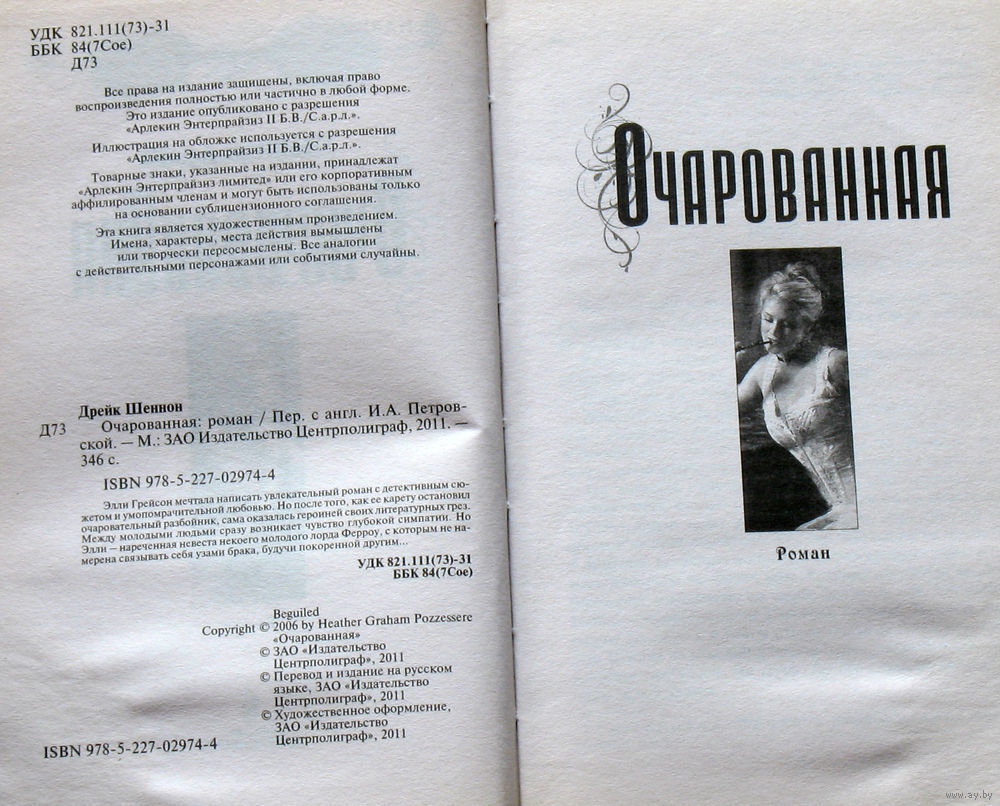 УДК 821.111(73)-31
ББК 84(7Сое)
Д73
Все права на издание защищены, включая право
воспроизведения полностью или частично в любой форме.
Это издание опубликовано с разрешения
«Арлекин Энтерпрайзиз II Б.В./С.а.р.л.».
Иллюстрация на обложке используется с разрешения
«Арлекин Энтерпрайзиз II Б.В./С.а.р.л.».
Товарные знаки, указанные на издании, принадлежат
«Арлекин Энтерпрайзиз лимитед» или его корпоративным
аффилированным членам и могут быть использованы только
на основании сублицензионного соглашения.
Эта книга является художественным произведением.
Имена, характеры, места действия вымышлены
или творчески переосмыслены. Все аналогии
с действительными персонажами или событиями случайны.
Дрейк Шеннон
Д73 Очарованная: роман / Пер. с англ. И.А. Петров-
ской. — М.: ЗАО Издательство Центрполиграф, 2011. —
346 с.
ISBN 978-5-227-02974-4
Элли Грейсон мечтала написать увлекательный роман с детективным сю-
жетом и умопомрачительной любовью. Но после того, как ее карету остановил
очаровательный разбойник, сама оказалась героиней своих литературных грез.
Между молодыми людьми сразу возникает чувство глубокой симпатии. Но
Элли — нареченная невеста некоего молодого лорда Ферроу, с которым не на-
мерена связывать себя узами брака, будучи покоренной другим...
УДК 821.111(73)-31
ББК 84(7Сое)
Beguiled
Copyright © 2006 by Heather Graham Pozzessere
«Очарованная»
© ЗАО «Издательство
Центрполиграф», 2011
© Перевод и издание на русском
языке, ЗАО «Издательство
Центрполиграф», 2011
© Художественное оформление,
ЗАО «Издательство
Центрполиграф», 2011
ISBN 978-5-227-02974-4
Очарованная
Роман
www.ay.by